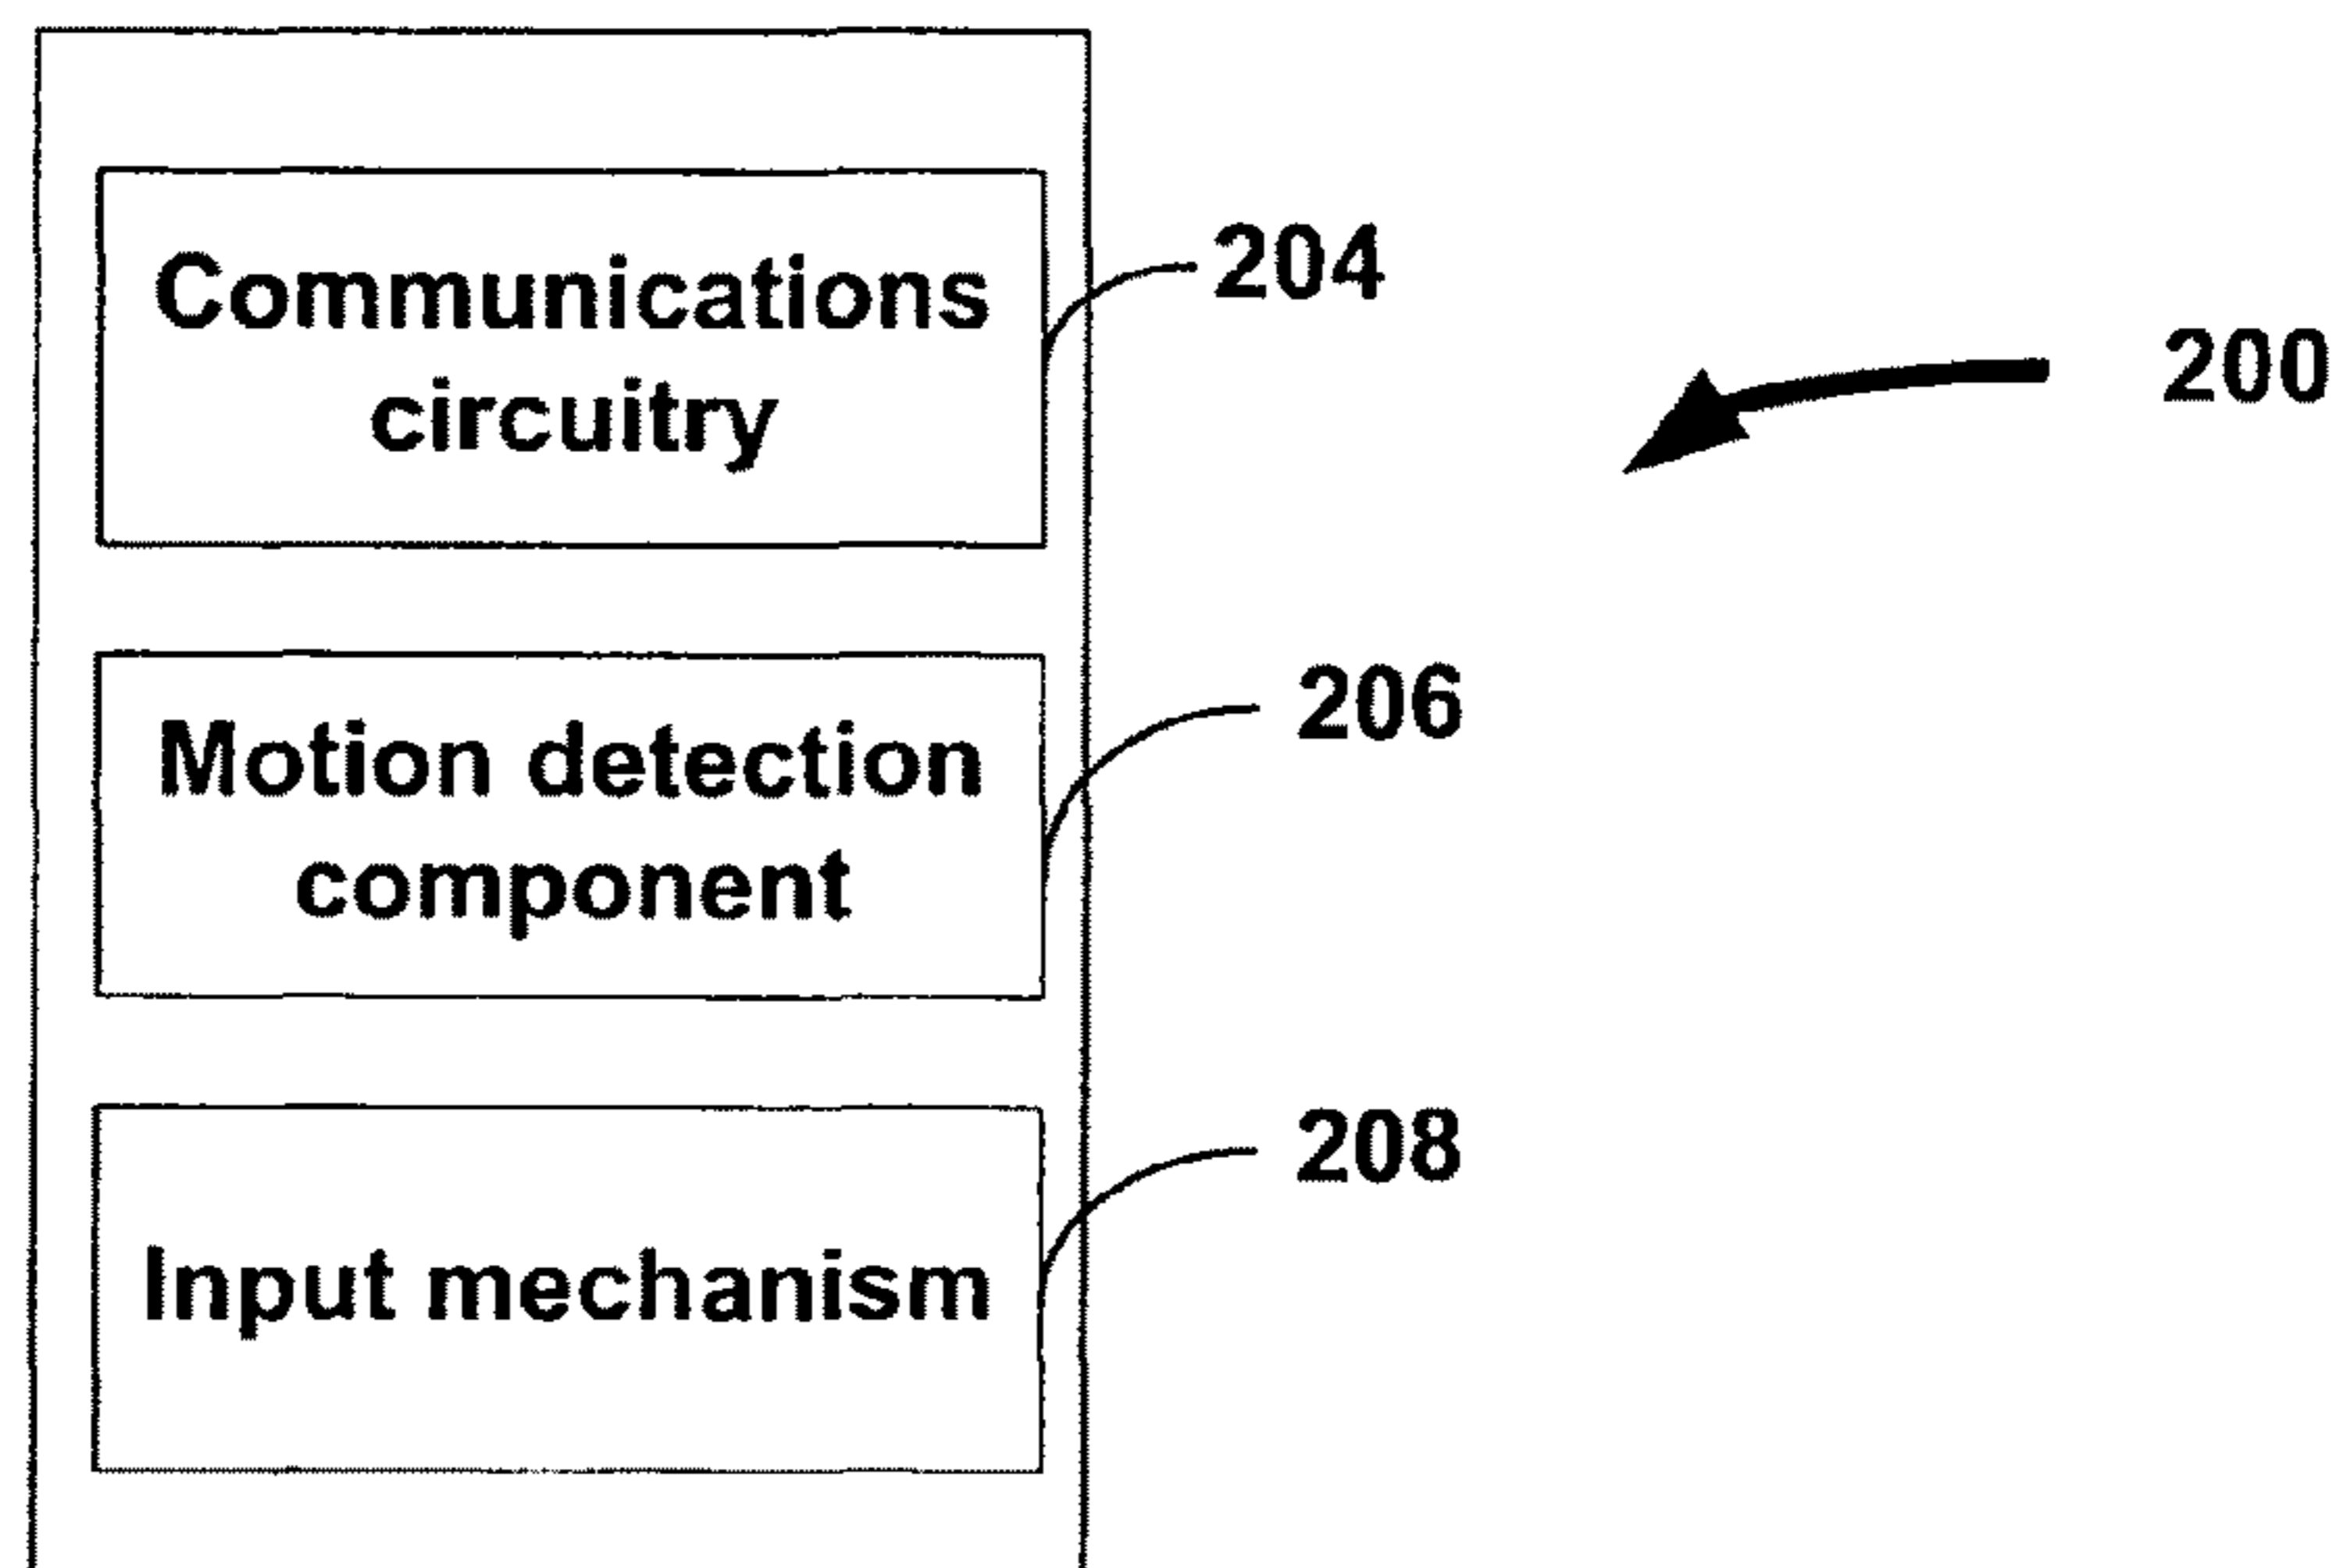 Communications
circuitry
204
200
Motion detection
component
206
Input mechanism
208